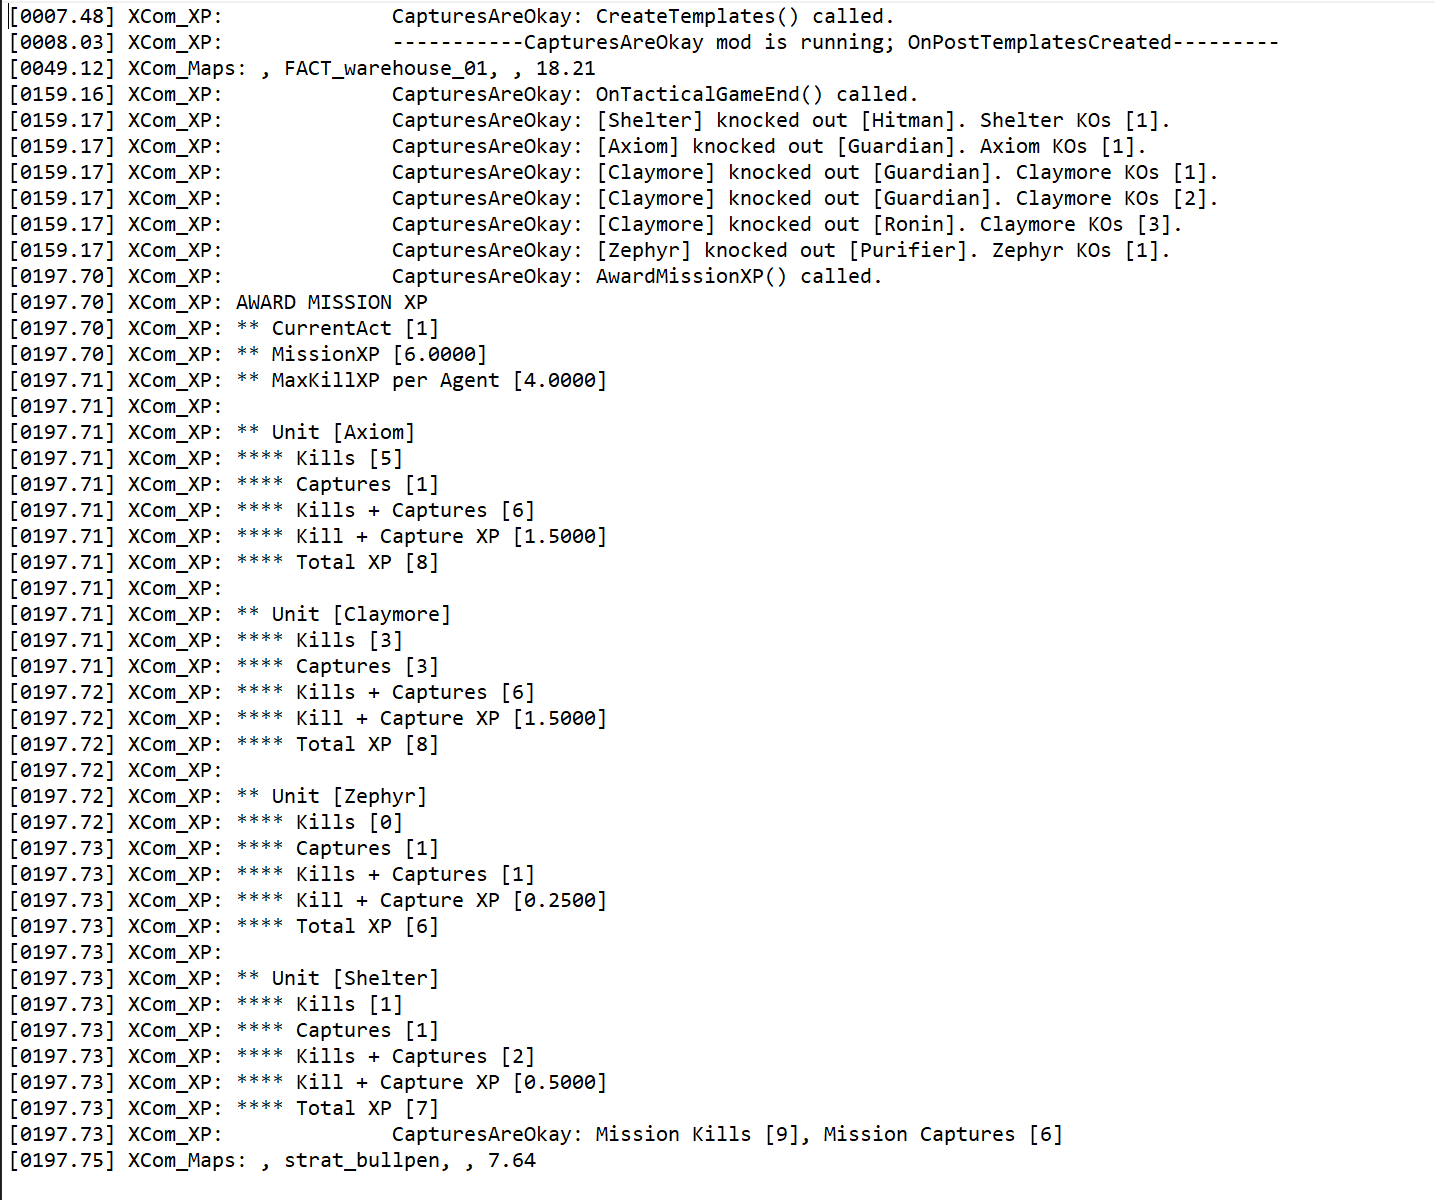 [0007.48] XCom_XP:              CapturesAreOkay: CreateTemplates() called.
[0008.03] XCom_XP:              -----------CapturesAreOkay mod is running; OnPostTemplatesCreated---------
[0049.12] XCom_Maps: , FACT_warehouse_01, , 18.21
[0159.16] XCom_XP:              CapturesAreOkay: OnTacticalGameEnd() called.
[0159.17] XCom_XP:              CapturesAreOkay: [Shelter] knocked out [Hitman]. Shelter KOs [1].
[0159.17] XCom_XP:              CapturesAreOkay: [Axiom] knocked out [Guardian]. Axiom KOs [1].
[0159.17] XCom_XP:              CapturesAreOkay: [Claymore] knocked out [Guardian]. Claymore KOs [1].
[0159.17] XCom_XP:              CapturesAreOkay: [Claymore] knocked out [Guardian]. Claymore KOs [2].
[0159.17] XCom_XP:              CapturesAreOkay: [Claymore] knocked out [Ronin]. Claymore KOs [3].
[0159.17] XCom_XP:              CapturesAreOkay: [Zephyr] knocked out [Purifier]. Zephyr KOs [1].
[0197.70] XCom_XP:              CapturesAreOkay: AwardMissionXP() called.
[0197.70] XCom_XP: AWARD MISSION XP
[0197.70] XCom_XP: ** CurrentAct [1]
[0197.70] XCom_XP: ** MissionXP [6.0000]
[0197.71] XCom_XP: ** MaxKillXP per Agent [4.0000]
[0197.71] XCom_XP:
[0197.71] XCom_XP: ** Unit [Axiom]
[0197.71] XCom_XP: **** Kills [5]
[0197.71] XCom_XP: **** Captures [1]
[0197.71] XCom_XP: **** Kills + Captures [6]
[0197.71] XCom_XP: **** Kill + Capture XP [1.5000]
[0197.71] XCom_XP: **** Total XP [8]
[0197.71] XCom_XP:
[0197.71] XCom_XP: ** Unit [Claymore]
[0197.71] XCom_XP: **** Kills [3]
[0197.71] XCom_XP: **** Captures [3]
[0197.72] XCom_XP: **** Kills + Captures [6]
[0197.72] XCom_XP: **** Kill + Capture XP [1.5000]
[0197.72] XCom_XP: **** Total XP [8]
[0197.72] XCom_XP:
[0197.72] XCom_XP: ** Unit [Zephyr]
[0197.72] XCom_XP: **** Kills [0]
[0197.73] XCom_XP: **** Captures [1]
[0197.73] XCom_XP: **** Kills + Captures [1]
[0197.73] XCom_XP: **** Kill + Capture XP [0.2500]
[0197.73] XCom_XP: **** Total XP [6]
[0197.73] XCom_XP:
[0197.73] XCom_XP: ** Unit [Shelter]
[0197.73] XCom_XP: **** Kills [1]
[0197.73] XCom_XP: **** Captures [1]
[0197.73] XCom_XP: **** Kills + Captures [2]
[0197.73] XCom_XP: **** Kill + Capture XP [0.5000]
[0197.73] XCom_XP: **** Total XP [7]
[0197.73] XCom_XP:              CapturesAreOkay: Mission Kills [9], Mission Captures [6]
[0197.75] XCom_Maps: , strat_bullpen, , 7.64